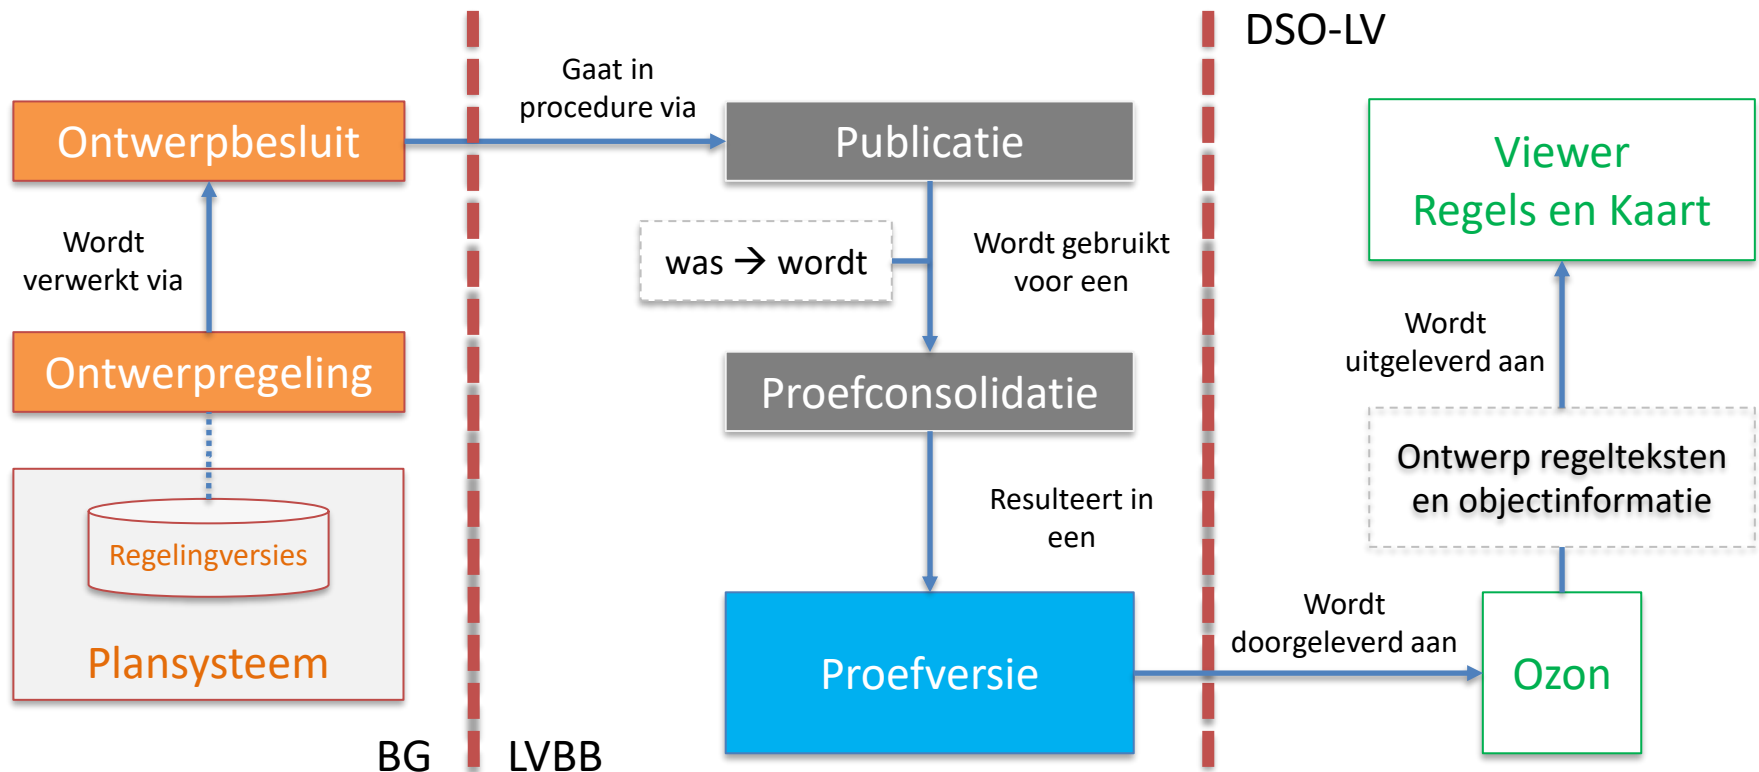 DSO-LV
Gaat in
procedure via
Ontwerpbesluit
Publicatie
Viewer
Regels en Kaart
Wordt
verwerkt via
was → wordt
Wordt gebruikt
voor een
Wordt
uitgeleverd aan
Ontwerpregeling
Proefconsolidatie
Ontwerp regelteksten
en objectinformatie
Regelingversies
Resulteert in
een
Plansysteem
Proefversie
Wordt
doorgeleverd aan
Ozon
BG
LVBB